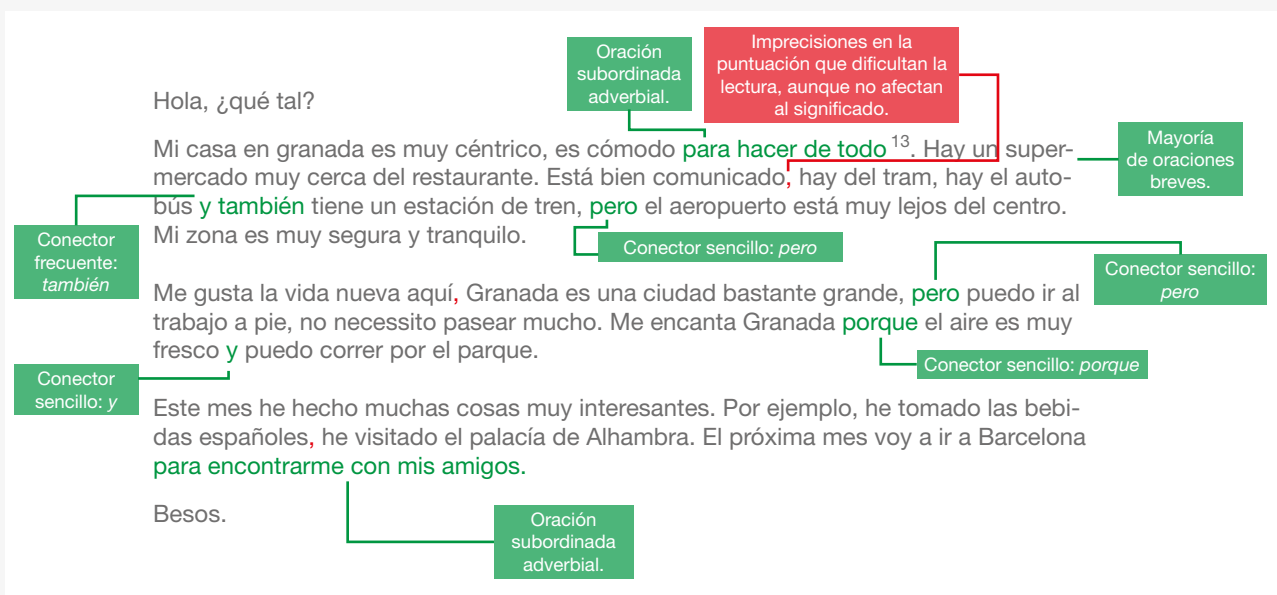 Oración
subordinada
adverbial.
Imprecisiones en la
puntuación que dificultan la
lectura, aunque no afectan
al significado.
Hola, ¿qué tal?
Mayoría
de oraciones
breves.
Mi casa en granada es muy céntrico, es cómodo para hacer de todo 13. Hay un super-
mercado muy cerca del restaurante. Está bien comunicado, hay del tram, hay el auto-
bús y también tiene un estación de tren, pero el aeropuerto está muy lejos del centro.
Mi zona es muy segura y tranquilo.
Conector
frecuente:
también
Conector sencillo: pero
Conector sencillo:
pero
Me gusta la vida nueva aquí, Granada es una ciudad bastante grande, pero puedo ir al
trabajo a pie, no necessito pasear mucho. Me encanta Granada porque el aire es muy
fresco y puedo correr por el parque.
Conector sencillo: porque
Conector
sencillo: y
Este mes he hecho muchas cosas muy interesantes. Por ejemplo, he tomado las bebi-
das españoles, he visitado el palacía de Alhambra. El próxima mes voy a ir a Barcelona
para encontrarme con mis amigos.
Besos.
Oración
subordinada
adverbial.